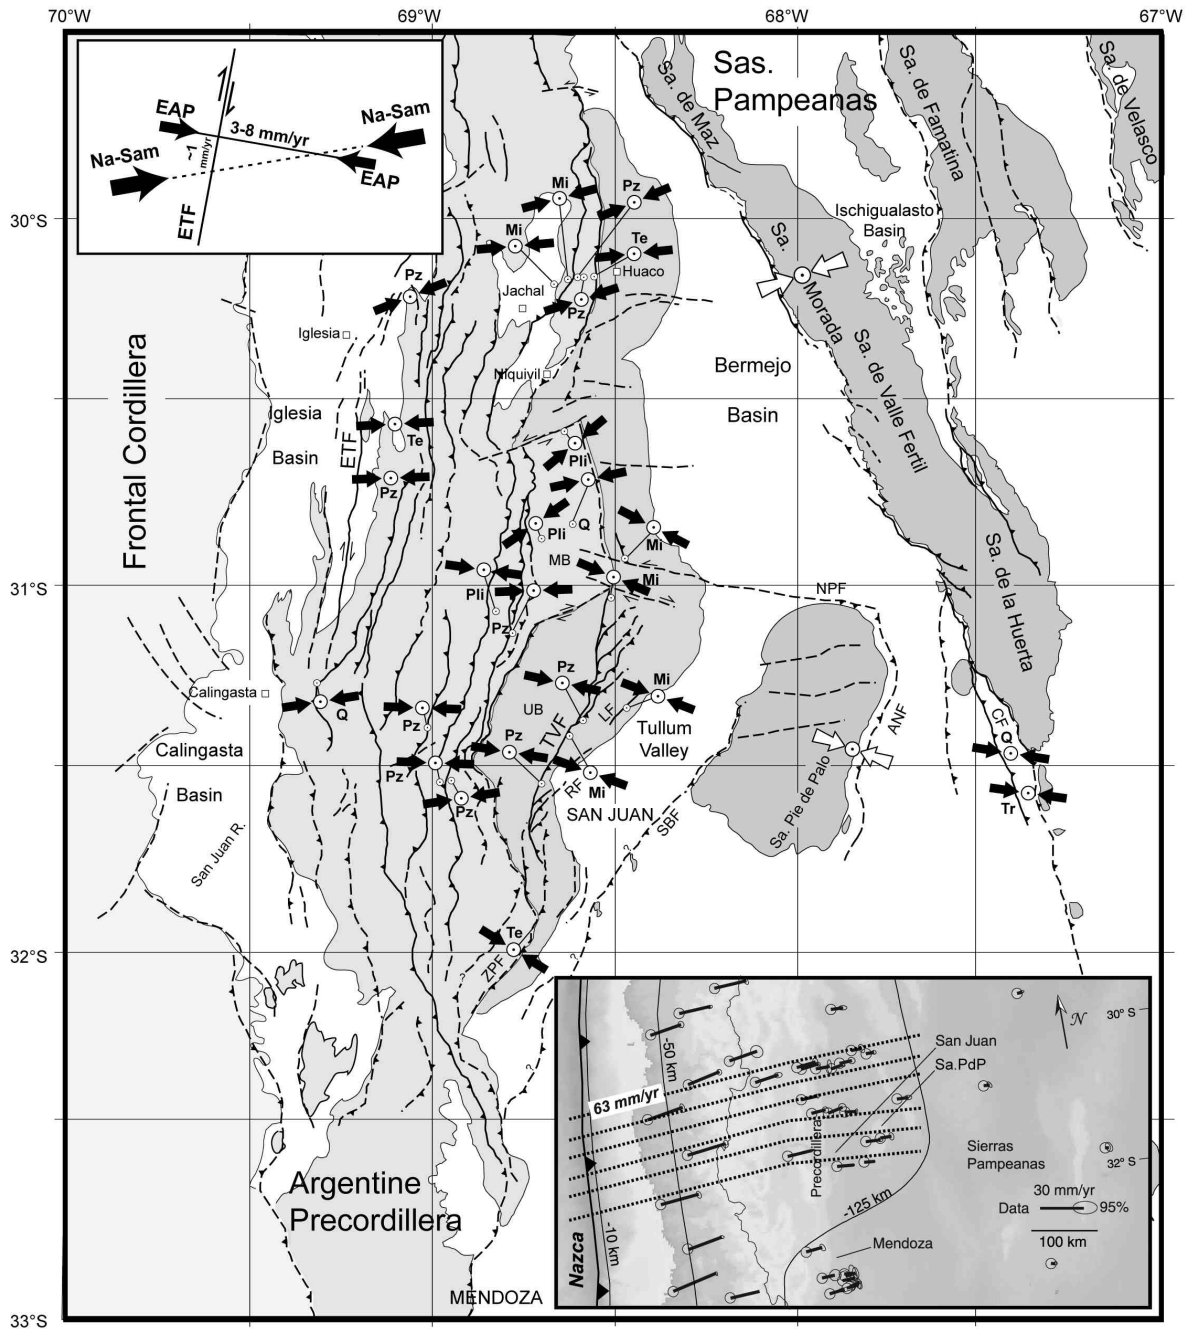 70°W
69°W
68°W
67°W
EAP
Na-Sam
3-8 mm/yr
~1
mm/yr
Na-Sam
EAP
ETF
Sas.
Pampeanas
Sa. de Maz
Sa. de Famatina
Sa. de Velasco
30°S
Mi
Pz
Ischigualasto
Basin
Mi
Te
Sa.
Morada
Huaco
Pz
Jachal
Pz
Iglesia
Niquivil
Bermejo
Basin
Sa. de Valle Fertil
Frontal Cordillera
Iglesia
Basin
ETF
Te
Pli
Pz
Q
Pli
Mi
MB
Mi
31°S
Pli
NPF
Pz
Sa. de la Huerta
Calingasta
Q
Pz
Pz
Mi
UB
LF
Tullum
Valley
TVF
ANF
CF
Q
Calingasta
Basin
Pz
Pz
RF
Mi
Pz
SAN JUAN
SBF
Sa. Pie de Palo
Tr
San Juan R.
Te
32°S
ZPF
?
?
?
Argentine
Precordillera
MENDOZA
33°S
30° S
N
San Juan
Sa.PdP
-50 km
63 mm/yr
Precordillera
Sierras
Pampeanas
32° S
-125 km
30 mm/yr
Data
95%
100 km
Mendoza
-10 km
Nazca